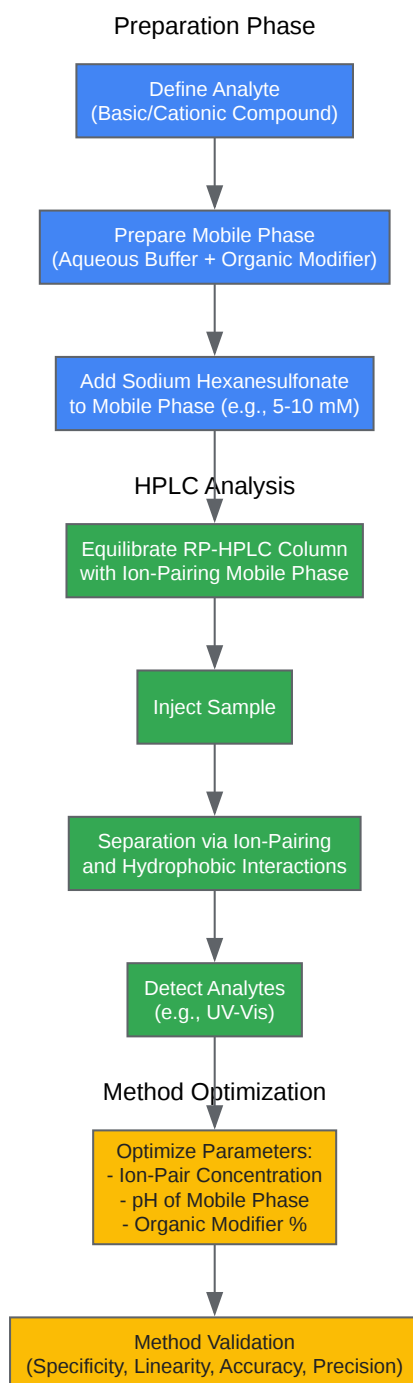 Preparation Phase
Define Analyte
(Basic/Cationic Compound)
Prepare Mobile Phase
(Aqueous Buffer + Organic Modifier)
Add Sodium Hexanesulfonate
to Mobile Phase (e.g., 5-10 mM)
HPLC Analysis
Equilibrate RP-HPLC Column
with Ion-Pairing Mobile Phase
Inject Sample
Separation via Ion-Pairing
and Hydrophobic Interactions
Detect Analytes
(e.g., UV-Vis)
Method Optimization
Optimize Parameters:
- Ion-Pair Concentration
- pH of Mobile Phase
- Organic Modifier %
Method Validation
(Specificity, Linearity, Accuracy, Precision)